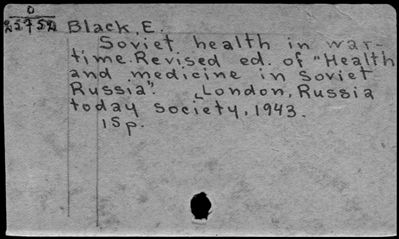 O
25752 Black, E.
Soviet health in war-
time. Revised ed. of "Health
and medicine in Soviet
Russia". London, Russia
today society, 1943.
15p.